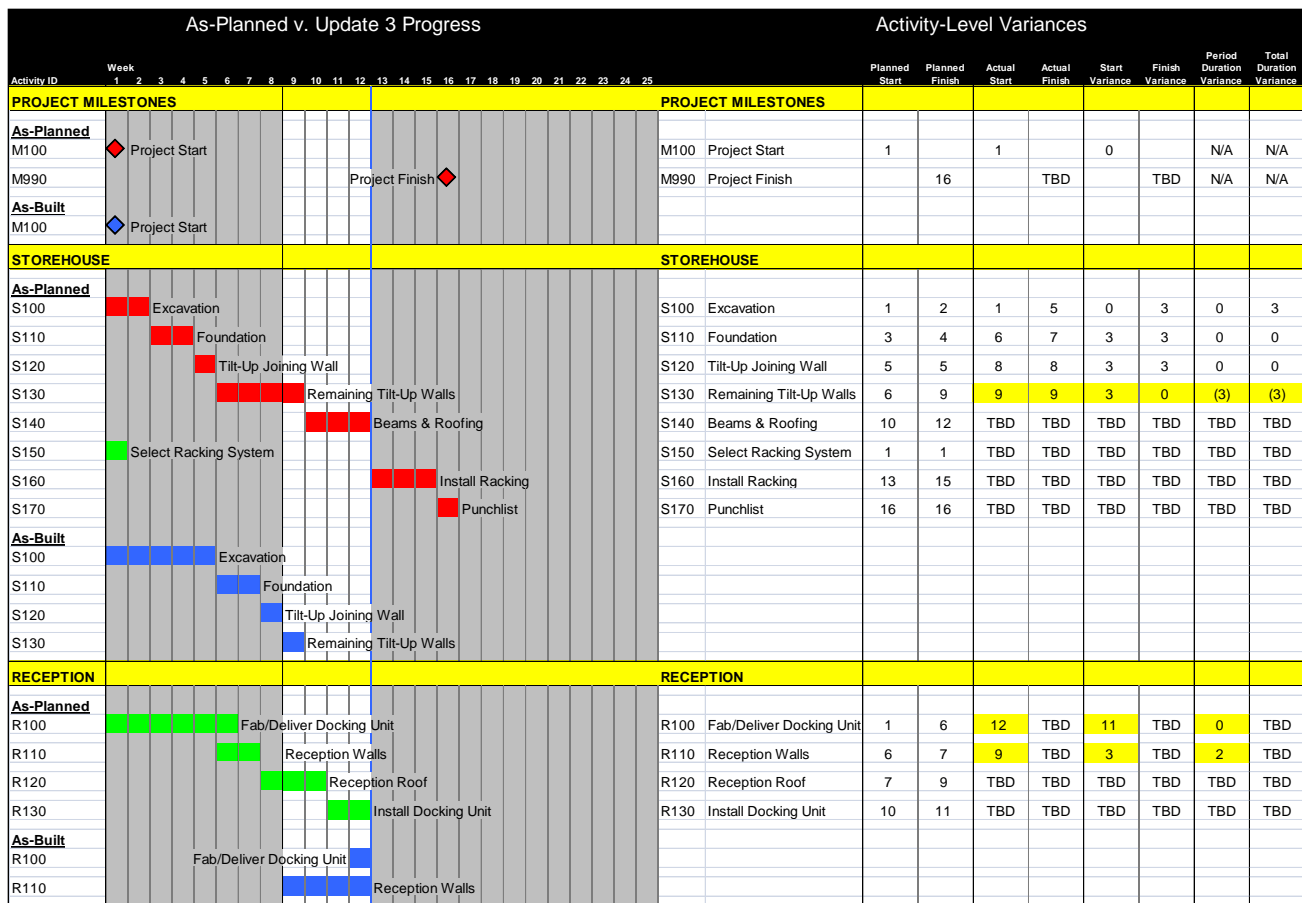 As-Planned v. Update 3 Progress Activity-Level Variances
Week Period Total
Planned Planned Actual Actual Start Finish Duration Duration
Activity ID 1 2 3 4 5 6 7 8 9 10 11 12 13 14 15 16 17 18 19 20 21 22 23 24 25 Start Finish Start Finish Variance Variance Variance Variance
PROJECT MILESTONES PROJECT MILESTONES
As-Planned
M100 Project Start M100 Project Start 1 1 0 N/A N/A
M990 Project Finish M990 Project Finish 16 TBD TBD N/A N/A
As-Built
M100 Project Start
STOREHOUSE STOREHOUSE
As-Planned
S100 Excavation S100 Excavation 1 2 1 5 0 3 0 3
S110 Foundation S110 Foundation 3 4 6 7 3 3 0 0
S120 Tilt-Up Joining Wall S120 Tilt-Up Joining Wall 5 5 8 8 3 3 0 0
S130 Remaining Tilt-Up Walls S130 Remaining Tilt-Up Walls 6 9 9 9 3 0 (3) (3)
S140 Beams & Roofing S140 Beams & Roofing 10 12 TBD TBD TBD TBD TBD TBD
S150 Select Racking System S150 Select Racking System 1 1 TBD TBD TBD TBD TBD TBD
S160 Install Racking S160 Install Racking 13 15 TBD TBD TBD TBD TBD TBD
S170 Punchlist S170 Punchlist 16 16 TBD TBD TBD TBD TBD TBD
As-Built
S100 Excavation
S110 Foundation
S120 Tilt-Up Joining Wall
S130 Remaining Tilt-Up Walls
RECEPTION RECEPTION
As-Planned
R100 Fab/Deliver Docking Unit R100 Fab/Deliver Docking Unit 1 6 12 TBD 11 TBD 0 TBD
R110 Reception Walls R110 Reception Walls 6 7 9 TBD 3 TBD 2 TBD
R120 Reception Roof R120 Reception Roof 7 9 TBD TBD TBD TBD TBD TBD
R130 Install Docking Unit R130 Install Docking Unit 10 11 TBD TBD TBD TBD TBD TBD
As-Built
R100 Fab/Deliver Docking Unit
R110 Reception Walls